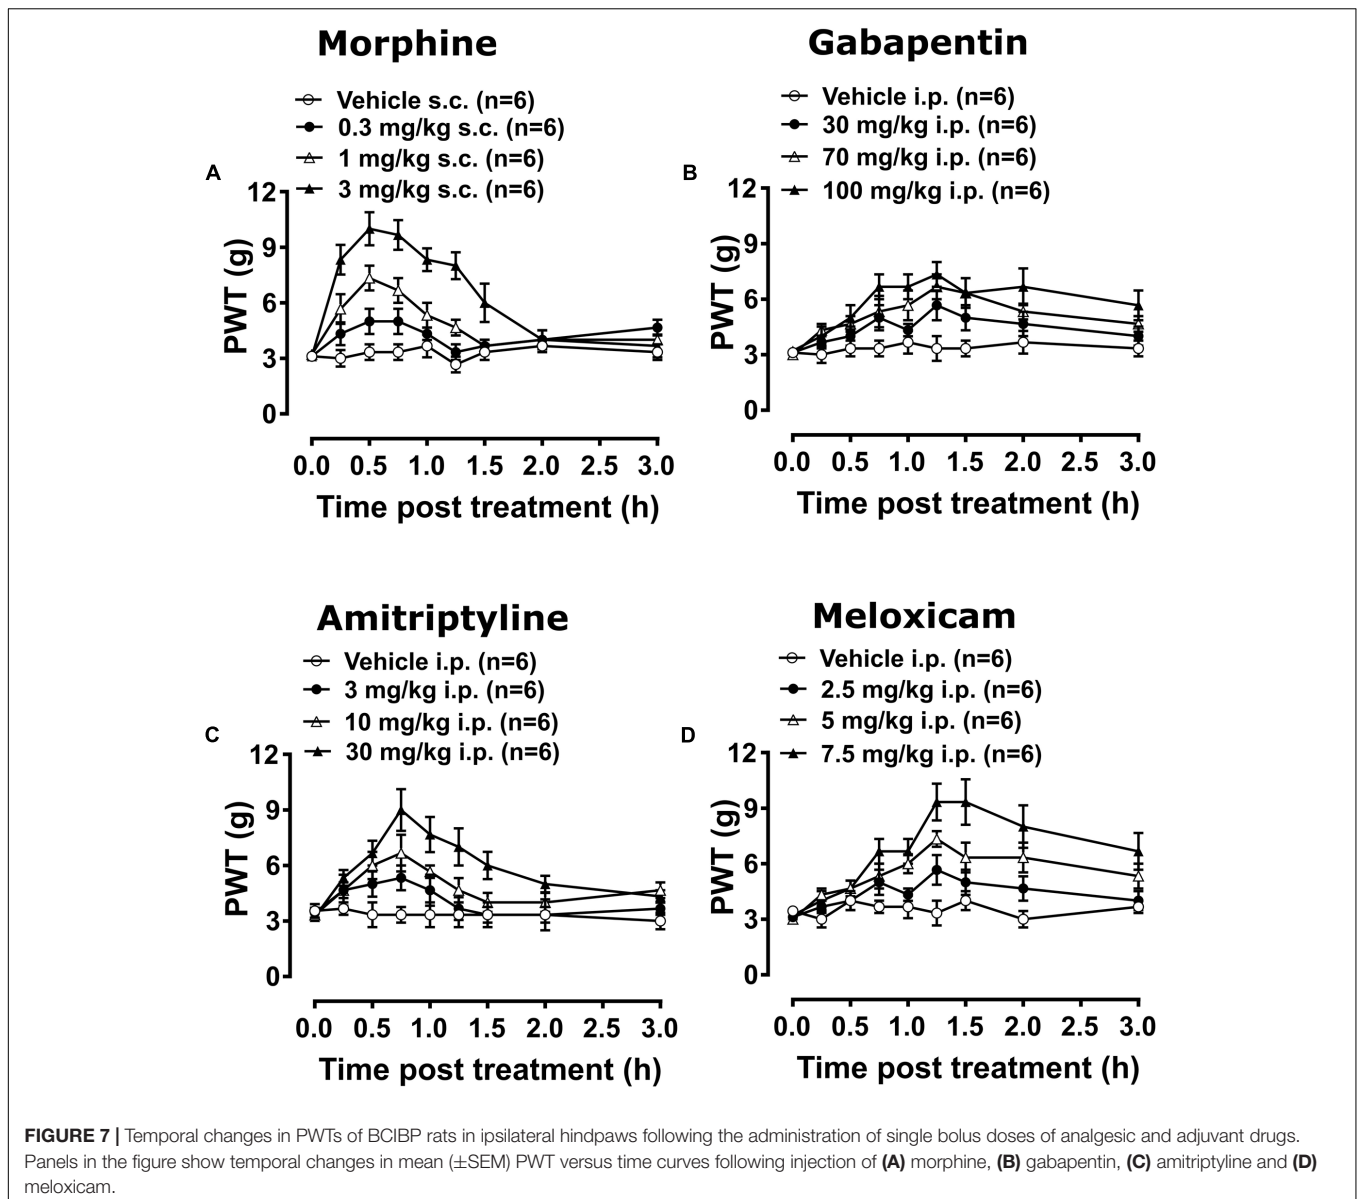 Morphine
Vehicle s.c. (n=6)
0.3 mg/kg s.c. (n=6)
1 mg/kg s.c. (n=6)
3 mg/kg s.c. (n=6)
A
12
9
6
3
0
PWT (g)
0.0 0.5 1.0 1.5 2.0 2.5 3.0
Time post treatment (h)
Gabapentin
Vehicle i.p. (n=6)
30 mg/kg i.p. (n=6)
70 mg/kg i.p. (n=6)
100 mg/kg i.p. (n=6)
B
12
9
6
3
0
PWT (g)
0.0 0.5 1.0 1.5 2.0 2.5 3.0
Time post treatment (h)
Amitriptyline
Vehicle i.p. (n=6)
3 mg/kg i.p. (n=6)
10 mg/kg i.p. (n=6)
30 mg/kg i.p. (n=6)
C
12
9
6
3
0
PWT (g)
0.0 0.5 1.0 1.5 2.0 2.5 3.0
Time post treatment (h)
Meloxicam
Vehicle i.p. (n=6)
2.5 mg/kg i.p. (n=6)
5 mg/kg i.p. (n=6)
7.5 mg/kg i.p. (n=6)
D
12
9
6
3
0
PWT (g)
0.0 0.5 1.0 1.5 2.0 2.5 3.0
Time post treatment (h)
FIGURE 7 | Temporal changes in PWTs of BCIBP rats in ipsilateral hindpaws following the administration of single bolus doses of analgesic and adjuvant drugs.
Panels in the figure show temporal changes in mean (±SEM) PWT versus time curves following injection of (A) morphine, (B) gabapentin, (C) amitriptyline and (D)
meloxicam.